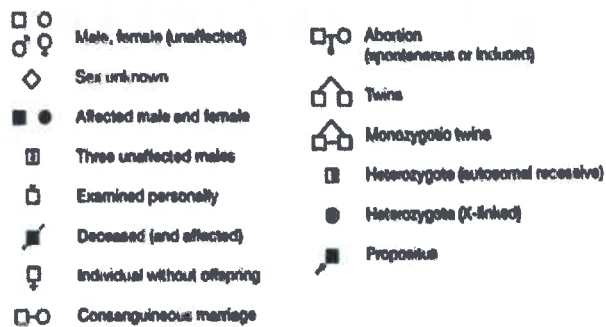 Male, female (unaffected)
Sex unknown
Affected male and female
Three unaffected males
Examined personally
Deceased (and affected)
Individual without offspring
Consanguineous marriage
Abortion
(spontaneous or induced)
Twins
Monozygotic twins
Heterozygote (autosomal recessive)
Heterozygote (X-linked)
Propositus